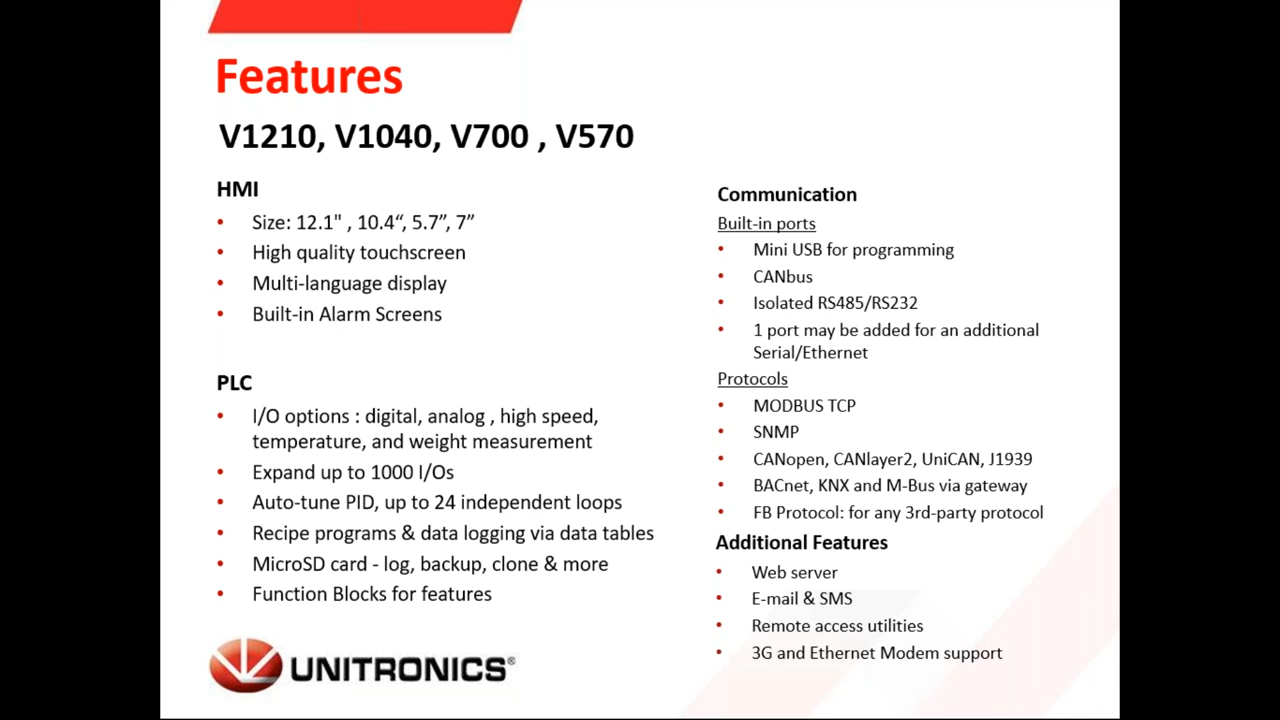 Features
V1210, V1040, V700 , V570
HMI
• Size: 12.1" , 10.4“, 5.7”, 7”
• High quality touchscreen
• Multi-language display
• Built-in Alarm Screens
PLC
• I/O options : digital, analog , high speed,
temperature, and weight measurement
• Expand up to 1000 I/Os
• Auto-tune PID, up to 24 independent loops
• Recipe programs & data logging via data tables
• MicroSD card - log, backup, clone & more
• Function Blocks for features
Communication
Built-in ports
• Mini USB for programming
• CANbus
• Isolated RS485/RS232
• 1 port may be added for an additional
Serial/Ethernet
Protocols
• MODBUS TCP
• SNMP
• CANopen, CANlayer2, UniCAN, J1939
• BACnet, KNX and M-Bus via gateway
• FB Protocol: for any 3rd-party protocol
Additional Features
• Web server
• E-mail & SMS
• Remote access utilities
• 3G and Ethernet Modem support
UNITRONICS®